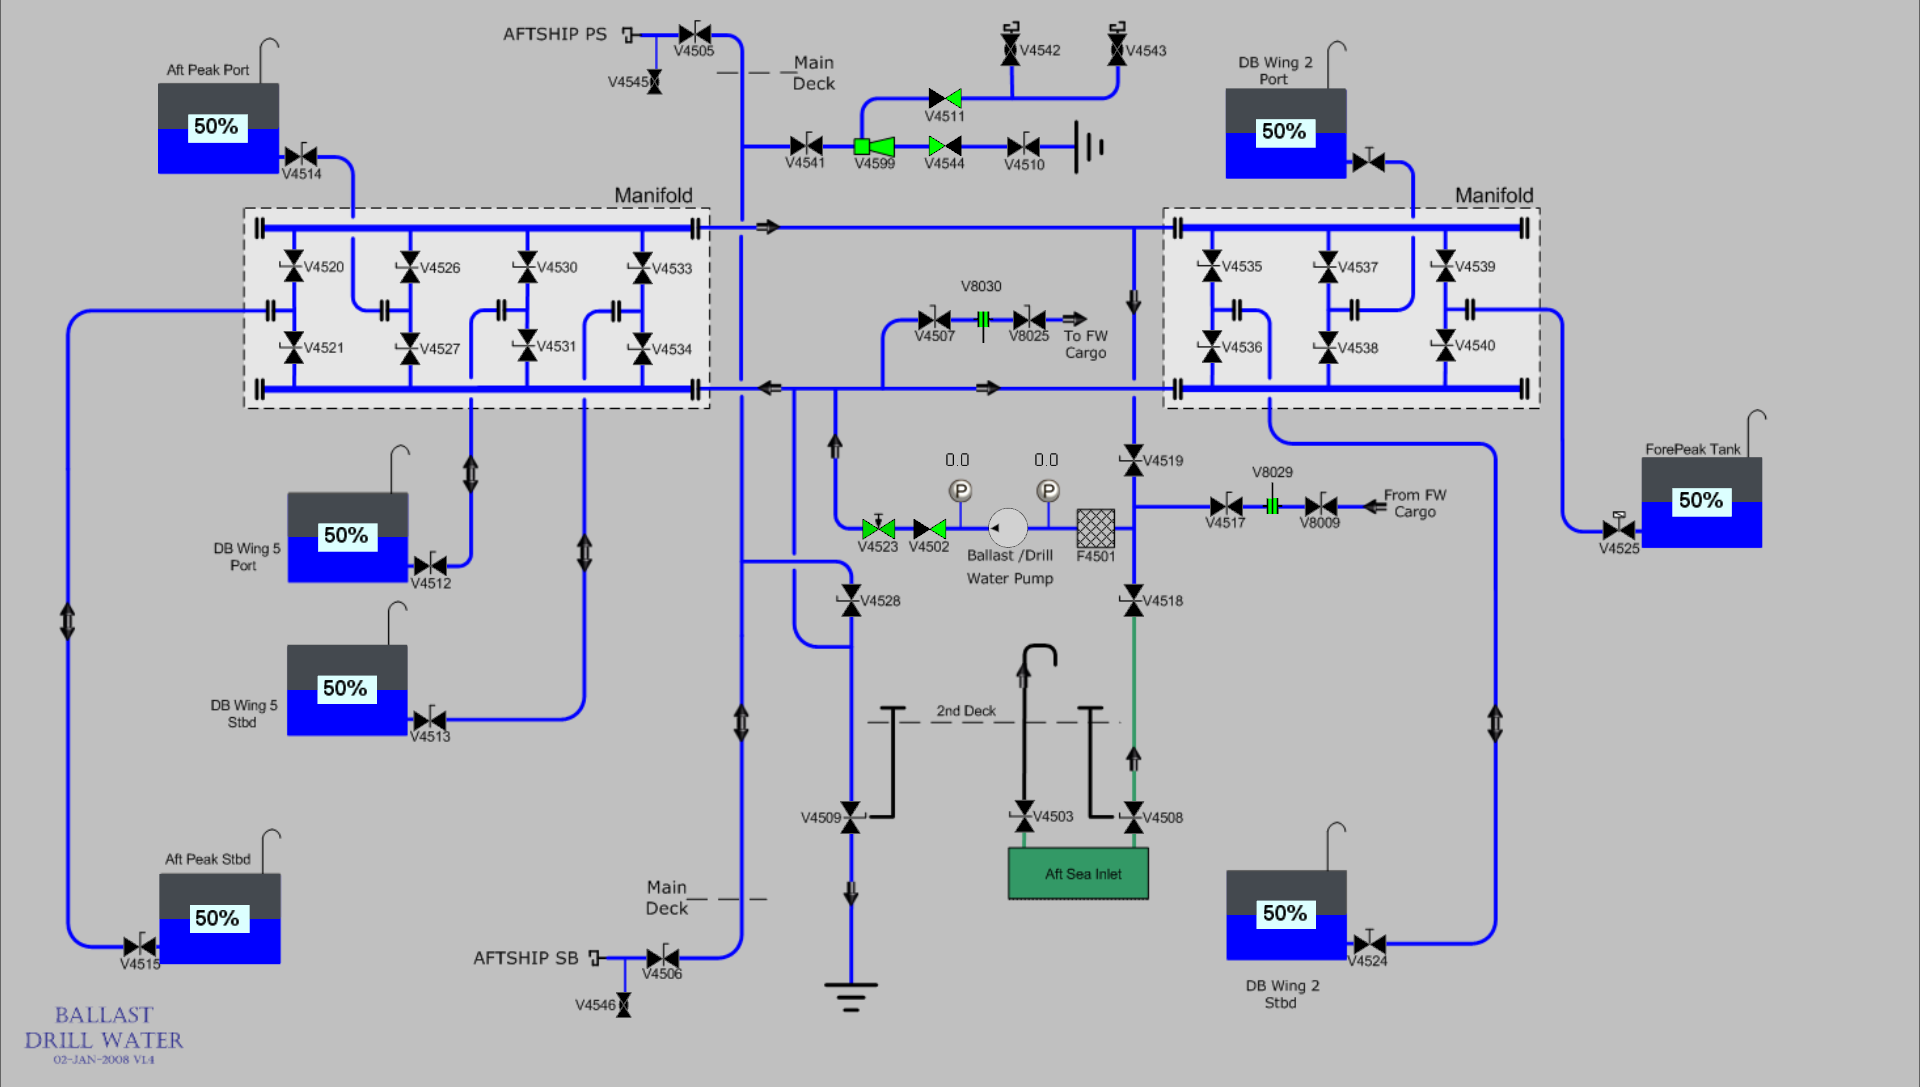 AFTSHIP PS
V4505
V4545
Main
Deck
V4542
V4543
V4511
V4541
V4599
V4544
V4510
Aft Peak Port
50%
V4514
DB Wing 2
Port
50%
Manifold
V4520
V4526
V4530
V4533
V4521
V4527
V4531
V4534
Manifold
V4535
V4537
V4539
V4536
V4538
V4540
V8030
V4507
V8025
To FW
Cargo
V4519
0.0
0.0
P
P
V4523
V4502
Ballast /Drill
Water Pump
F4501
V8029
V4517
V8009
From FW
Cargo
ForePeak Tank
50%
V4525
DB Wing 5
Port
50%
V4512
DB Wing 5
Stbd
50%
V4513
V4528
V4518
2nd Deck
V4509
V4503
V4508
Aft Sea Inlet
Aft Peak Stbd
50%
V4515
Main
Deck
AFTSHIP SB
V4506
V4546
50%
V4524
DB Wing 2
Stbd
BALLAST
DRILL WATER
02-JAN-2008 V1.4